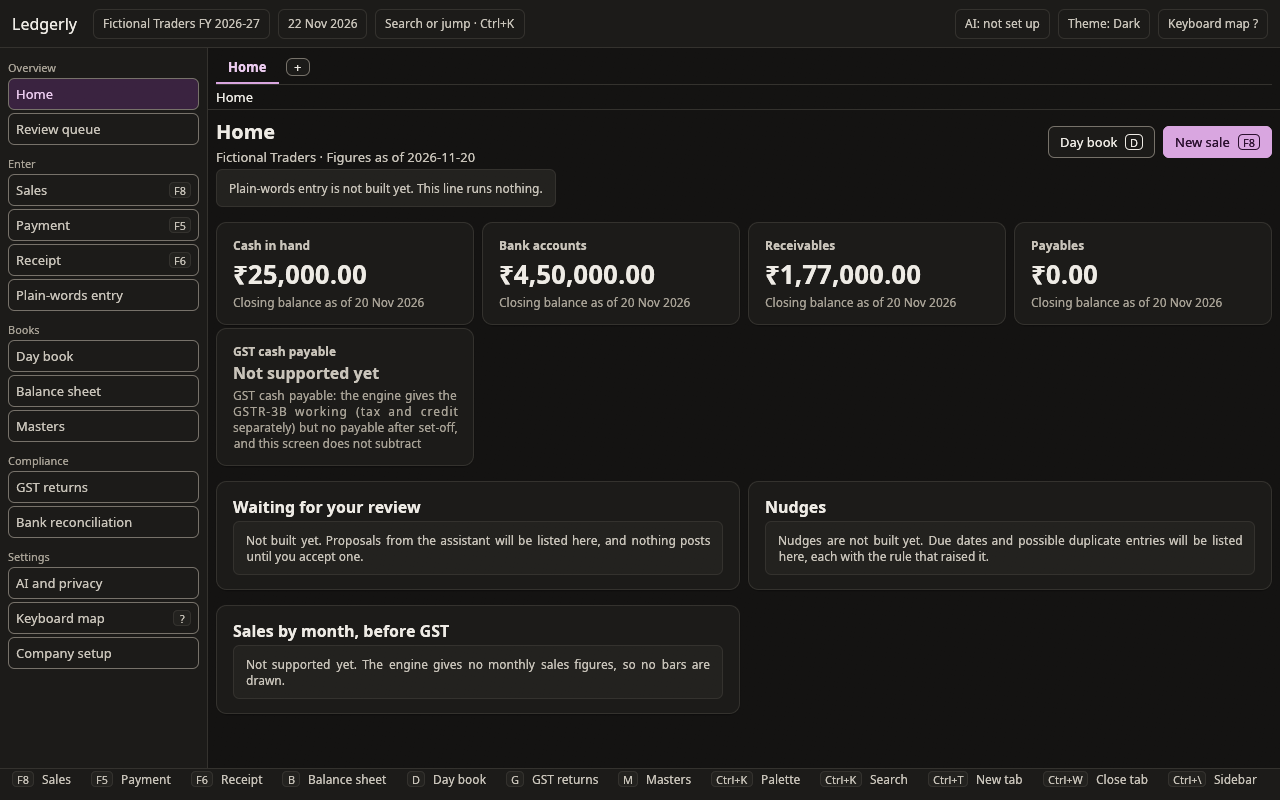 Ledgerly
Fictional Traders FY 2026-27
22 Nov 2026
Search or jump · Ctrl+K
AI: not set up
Theme: Dark
Keyboard map ?
Overview
Home
Review queue
Enter
Sales F8
Payment F5
Receipt F6
Plain-words entry
Books
Day book
Balance sheet
Masters
Compliance
GST returns
Bank reconciliation
Settings
AI and privacy
Keyboard map ?
Company setup
Home +
Home
Home
Fictional Traders · Figures as of 2026-11-20
Day book D
New sale F8
Plain-words entry is not built yet. This line runs nothing.
Cash in hand
₹25,000.00
Closing balance as of 20 Nov 2026
Bank accounts
₹4,50,000.00
Closing balance as of 20 Nov 2026
Receivables
₹1,77,000.00
Closing balance as of 20 Nov 2026
Payables
₹0.00
Closing balance as of 20 Nov 2026
GST cash payable
Not supported yet
GST cash payable: the engine gives the
GSTR-3B working (tax and credit
separately) but no payable after set-off,
and this screen does not subtract
Waiting for your review
Not built yet. Proposals from the assistant will be listed here, and nothing posts
until you accept one.
Nudges
Nudges are not built yet. Due dates and possible duplicate entries will be listed
here, each with the rule that raised it.
Sales by month, before GST
Not supported yet. The engine gives no monthly sales figures, so no bars are
drawn.
F8 Sales F5 Payment F6 Receipt B Balance sheet D Day book G GST returns M Masters Ctrl+K Palette Ctrl+K Search Ctrl+T New tab Ctrl+W Close tab Ctrl+\ Sidebar